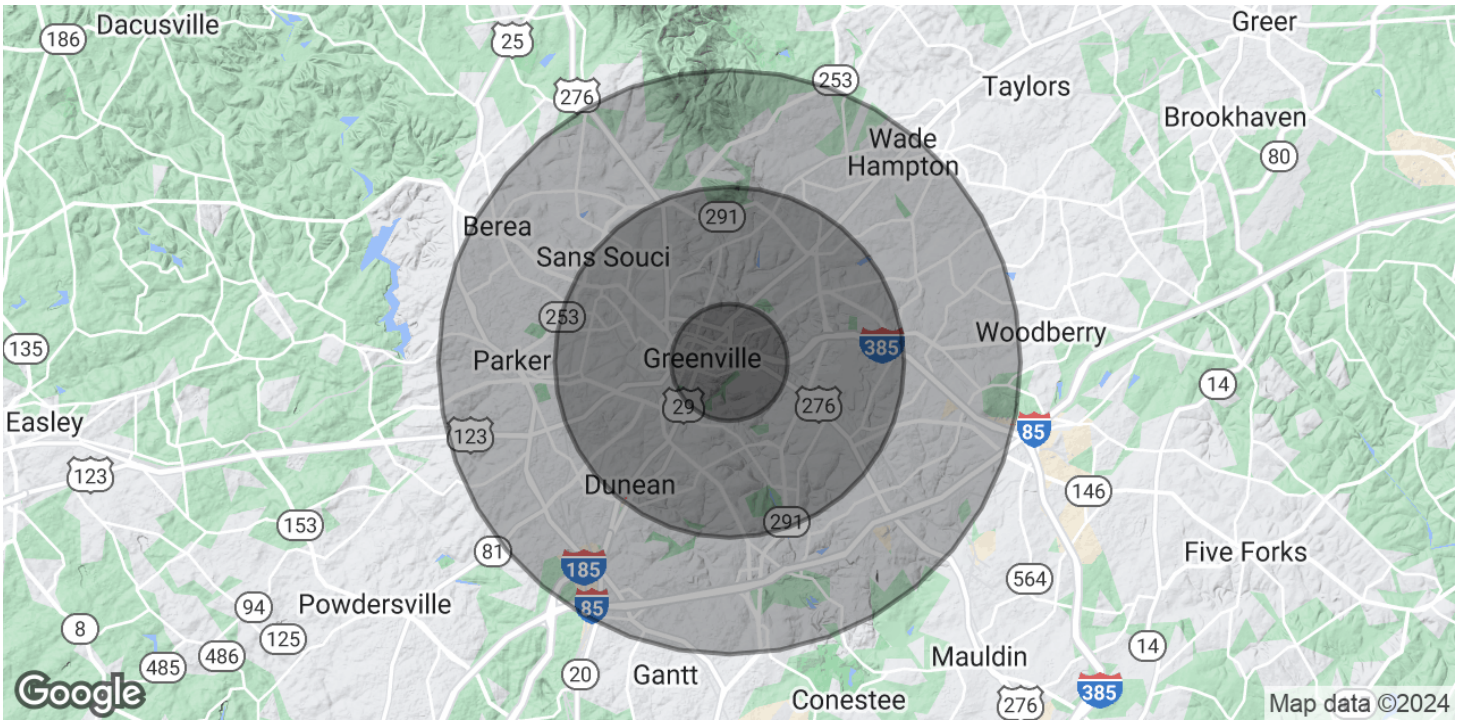 Dacusville
Greer
186
25
276
253
Taylors
Brookhaven
Wade
Hampton
80
291
Berea
Sans Souci
253
Woodberry
135
385
Parker
Greenville
14
29
276
Easley
123
85
123
Dunean
146
153
291
81
Five Forks
185
564
94
Powdersville
85
8
125
14
486
Mauldin
485
20
Gantt
385
Google
Conestee
276
Map data ©2024